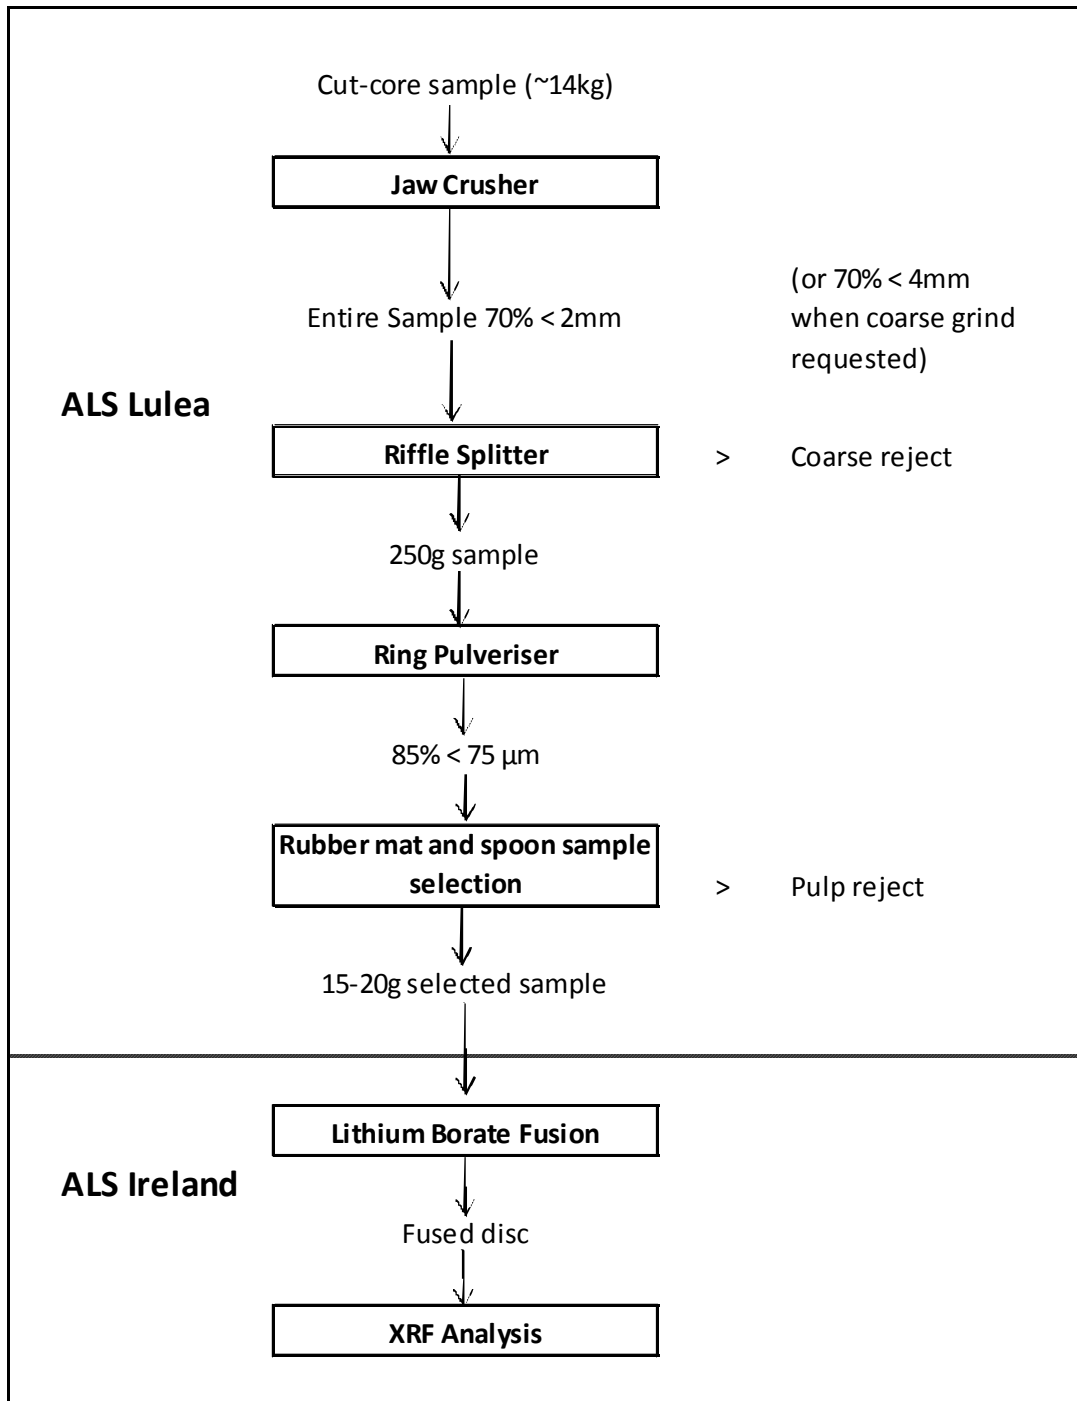 Cut-core sample (~14kg)
Jaw Crusher
(or 70% < 4mm
when coarse grind
requested)
Entire Sample 70% < 2mm
ALS Lulea
Riffle Splitter
>
Coarse reject
250g sample
Ring Pulveriser
85% < 75 µm
Rubber mat and spoon sample
selection
>
Pulp reject
15-20g selected sample
Lithium Borate Fusion
ALS Ireland
Fused disc
XRF Analysis